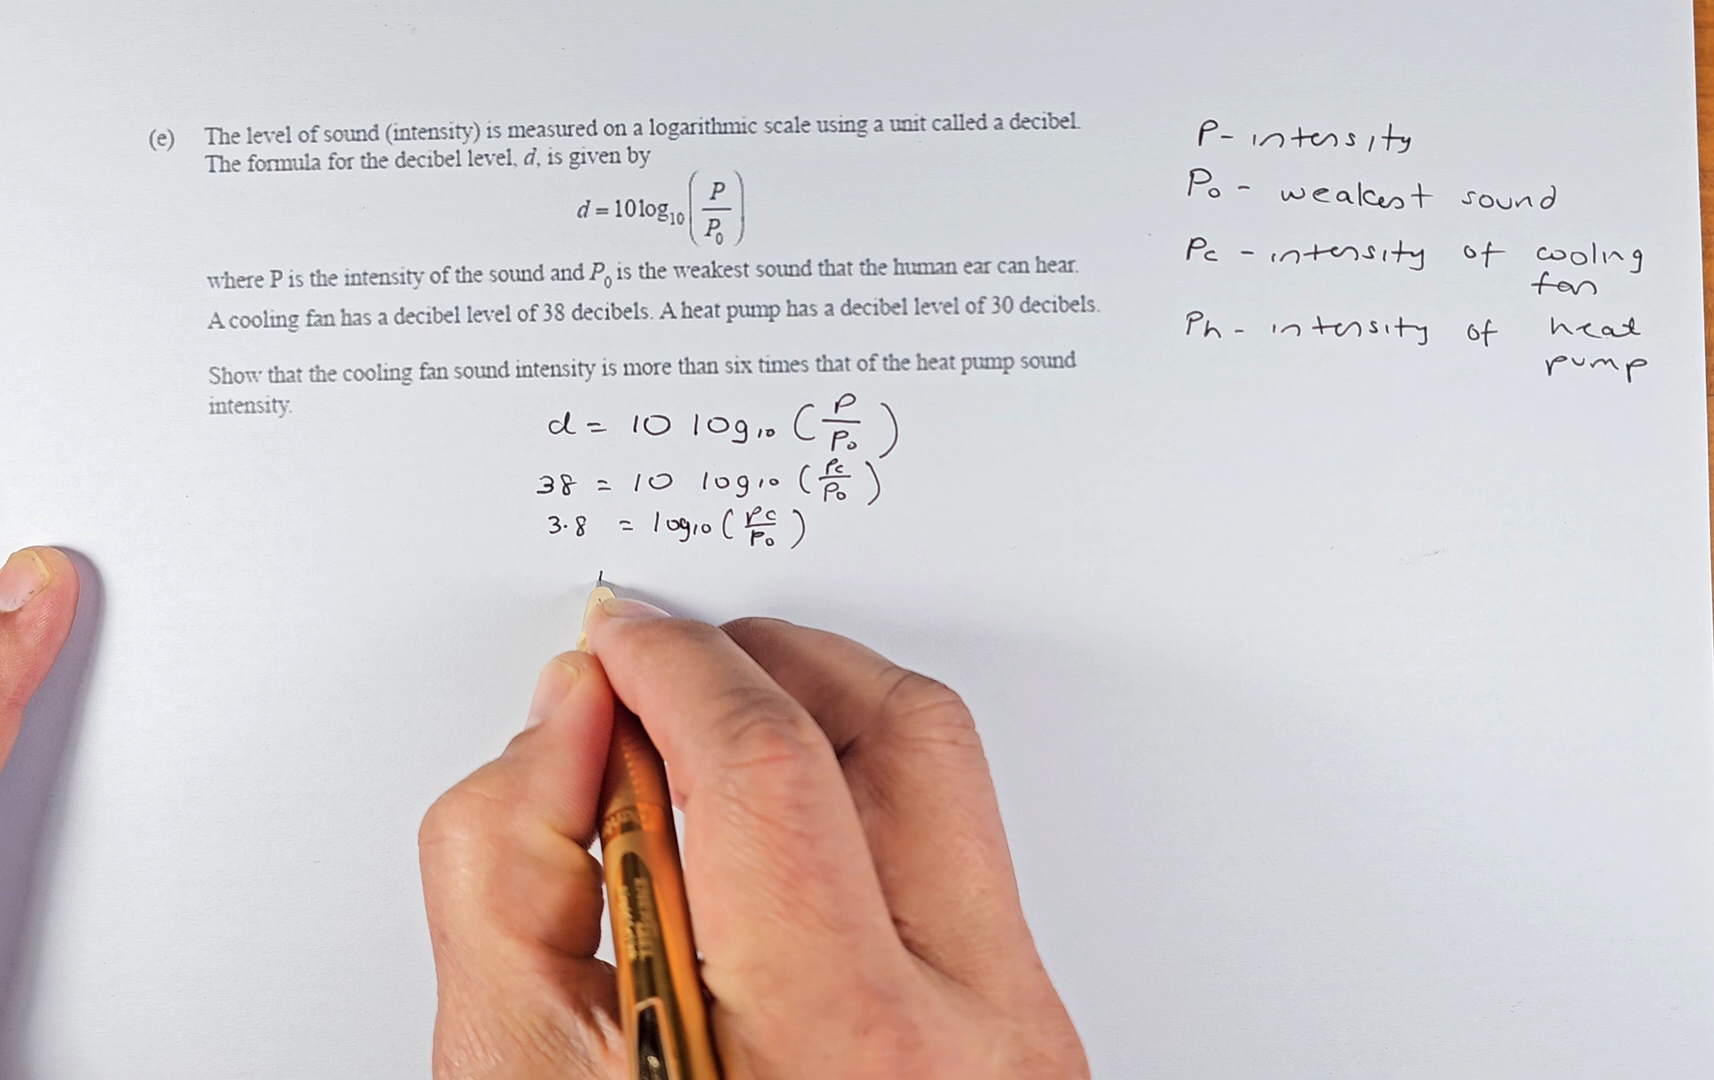 (e) The level of sound (intensity) is measured on a logarithmic scale using a unit called a decibel.
The formula for the decibel level, d, is given by
d = 10 log₁₀ (P/P₀)
where P is the intensity of the sound and P₀ is the weakest sound that the human ear can hear.
A cooling fan has a decibel level of 38 decibels. A heat pump has a decibel level of 30 decibels.
Show that the cooling fan sound intensity is more than six times that of the heat pump sound
intensity.
d = 10 log₁₀ (P/P₀)
38 = 10 log₁₀ (Pc/P₀)
3.8 = log₁₀ (Pc/P₀)
1
P - intensity
P₀ - weakest sound
Pc - intensity of cooling
fan
Ph - intensity of heat
pump